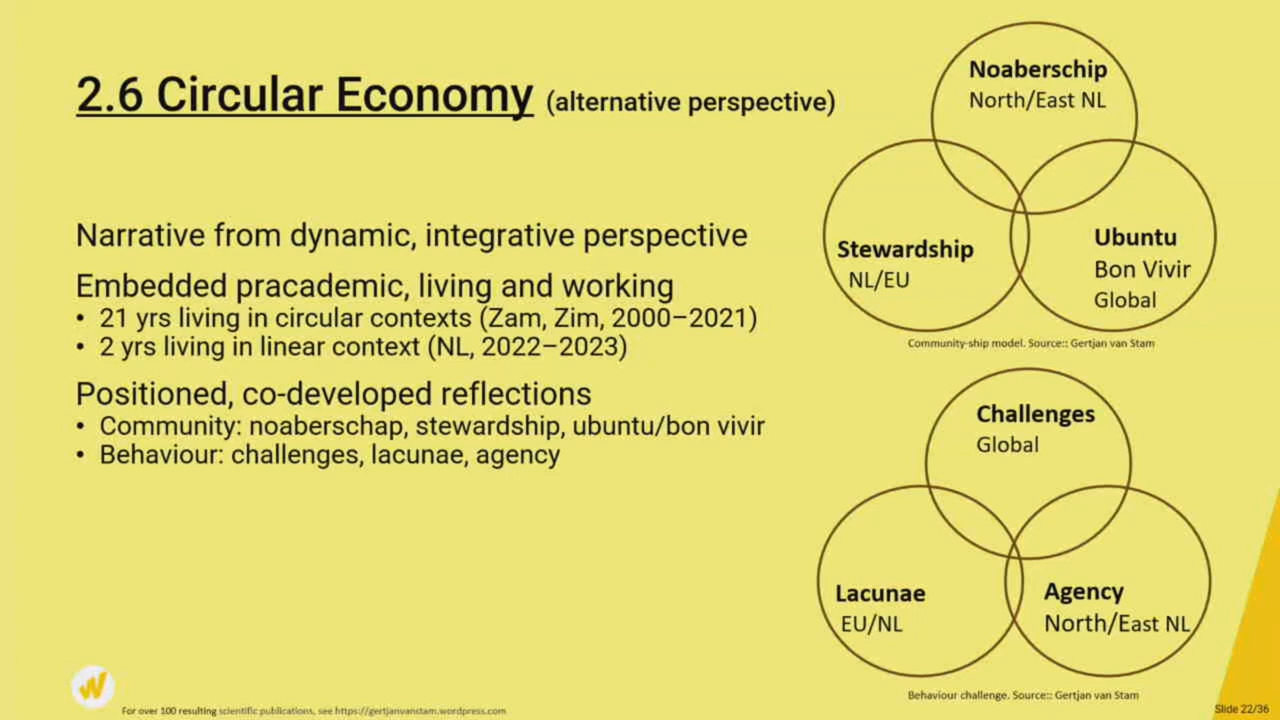 2.6 Circular Economy (alternative perspective)
Narrative from dynamic, integrative perspective
Embedded pracademic, living and working
• 21 yrs living in circular contexts (Zam, Zim, 2000–2021)
• 2 yrs living in linear context (NL, 2022–2023)
Positioned, co-developed reflections
• Community: noaberschap, stewardship, ubuntu/bon vivir
• Behaviour: challenges, lacunae, agency
Noaberschip
North/East NL
Stewardship
NL/EU
Ubuntu
Bon Vivir
Global
Community-ship model. Source:: Gertjan van Stam
Challenges
Global
Lacunae
EU/NL
Agency
North/East NL
Behaviour challenge. Source:: Gertjan van Stam
For over 100 resulting scientific publications, see https://gertjanvanstam.wordpress.com
Slide 22/36